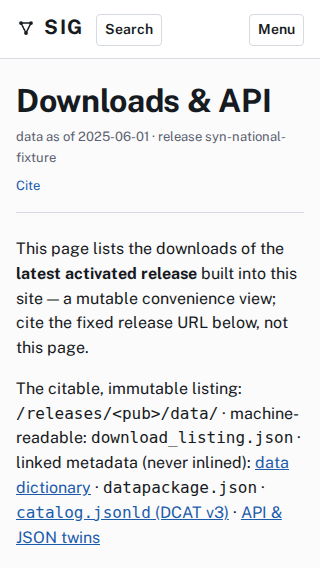 SIG Search Menu
Downloads & API
data as of 2025-06-01 · release syn-national-
fixture
Cite
This page lists the downloads of the
latest activated release built into this
site — a mutable convenience view;
cite the fixed release URL below, not
this page.
The citable, immutable listing:
/releases/<pub>/data/ · machine-
readable: download_listing.json ·
linked metadata (never inlined): data
dictionary · datapackage.json ·
catalog.jsonld (DCAT v3) · API &
JSON twins